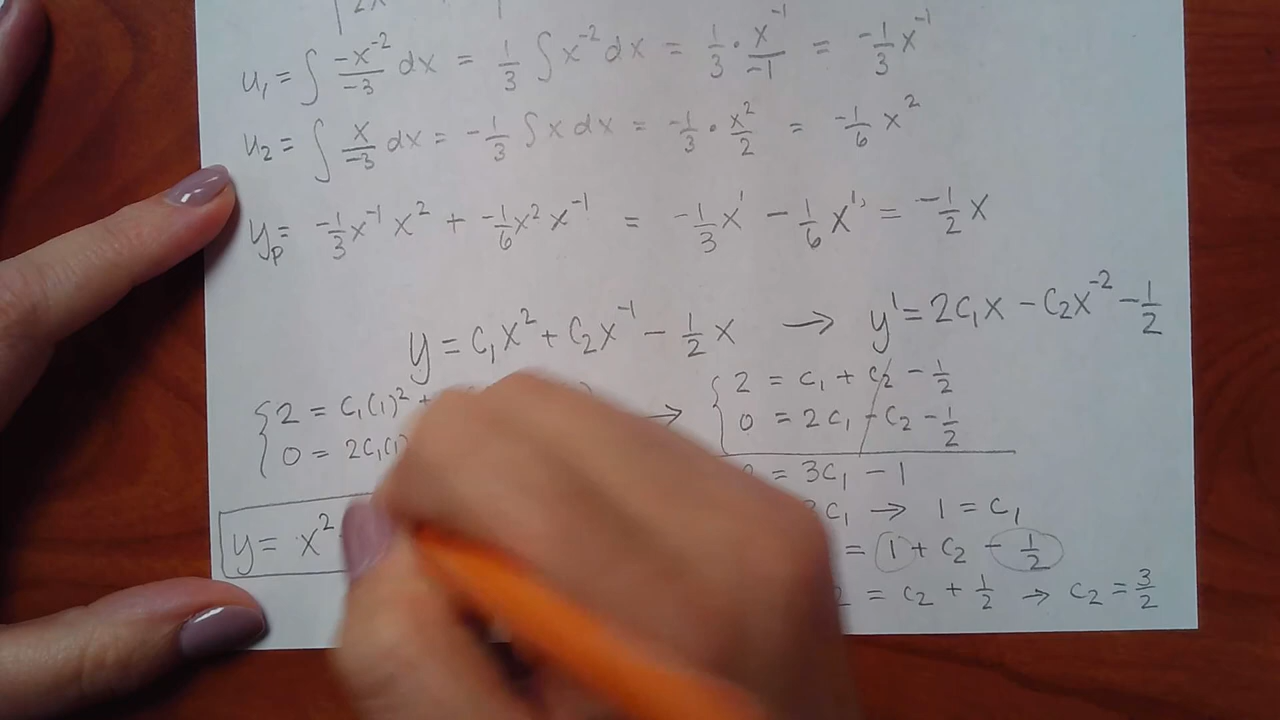 2x
u₁ = ∫ -x⁻²/-3 dx = 1/3 ∫ x⁻² dx = 1/3 · x⁻¹/-1 = -1/3 x⁻¹
u₂ = ∫ x/-3 dx = -1/3 ∫ x dx = -1/3 · x²/2 = -1/6 x²
yₚ = -1/3 x⁻¹ x² + -1/6 x² x⁻¹ = -1/3 x¹ - 1/6 x¹ = -1/2 x
y = c₁x² + c₂x⁻¹ - 1/2 x → y' = 2c₁x - c₂x⁻² - 1/2
{ 2 = c₁(1)² + → { 2 = c₁ + c₂ - 1/2
0 = 2c₁(1) 0 = 2c₁ - c₂ - 1/2
= 3c₁ - 1
c₁ → 1 = c₁
y = x² = 1 + c₂ - 1/2
2 = c₂ + 1/2 → c₂ = 3/2